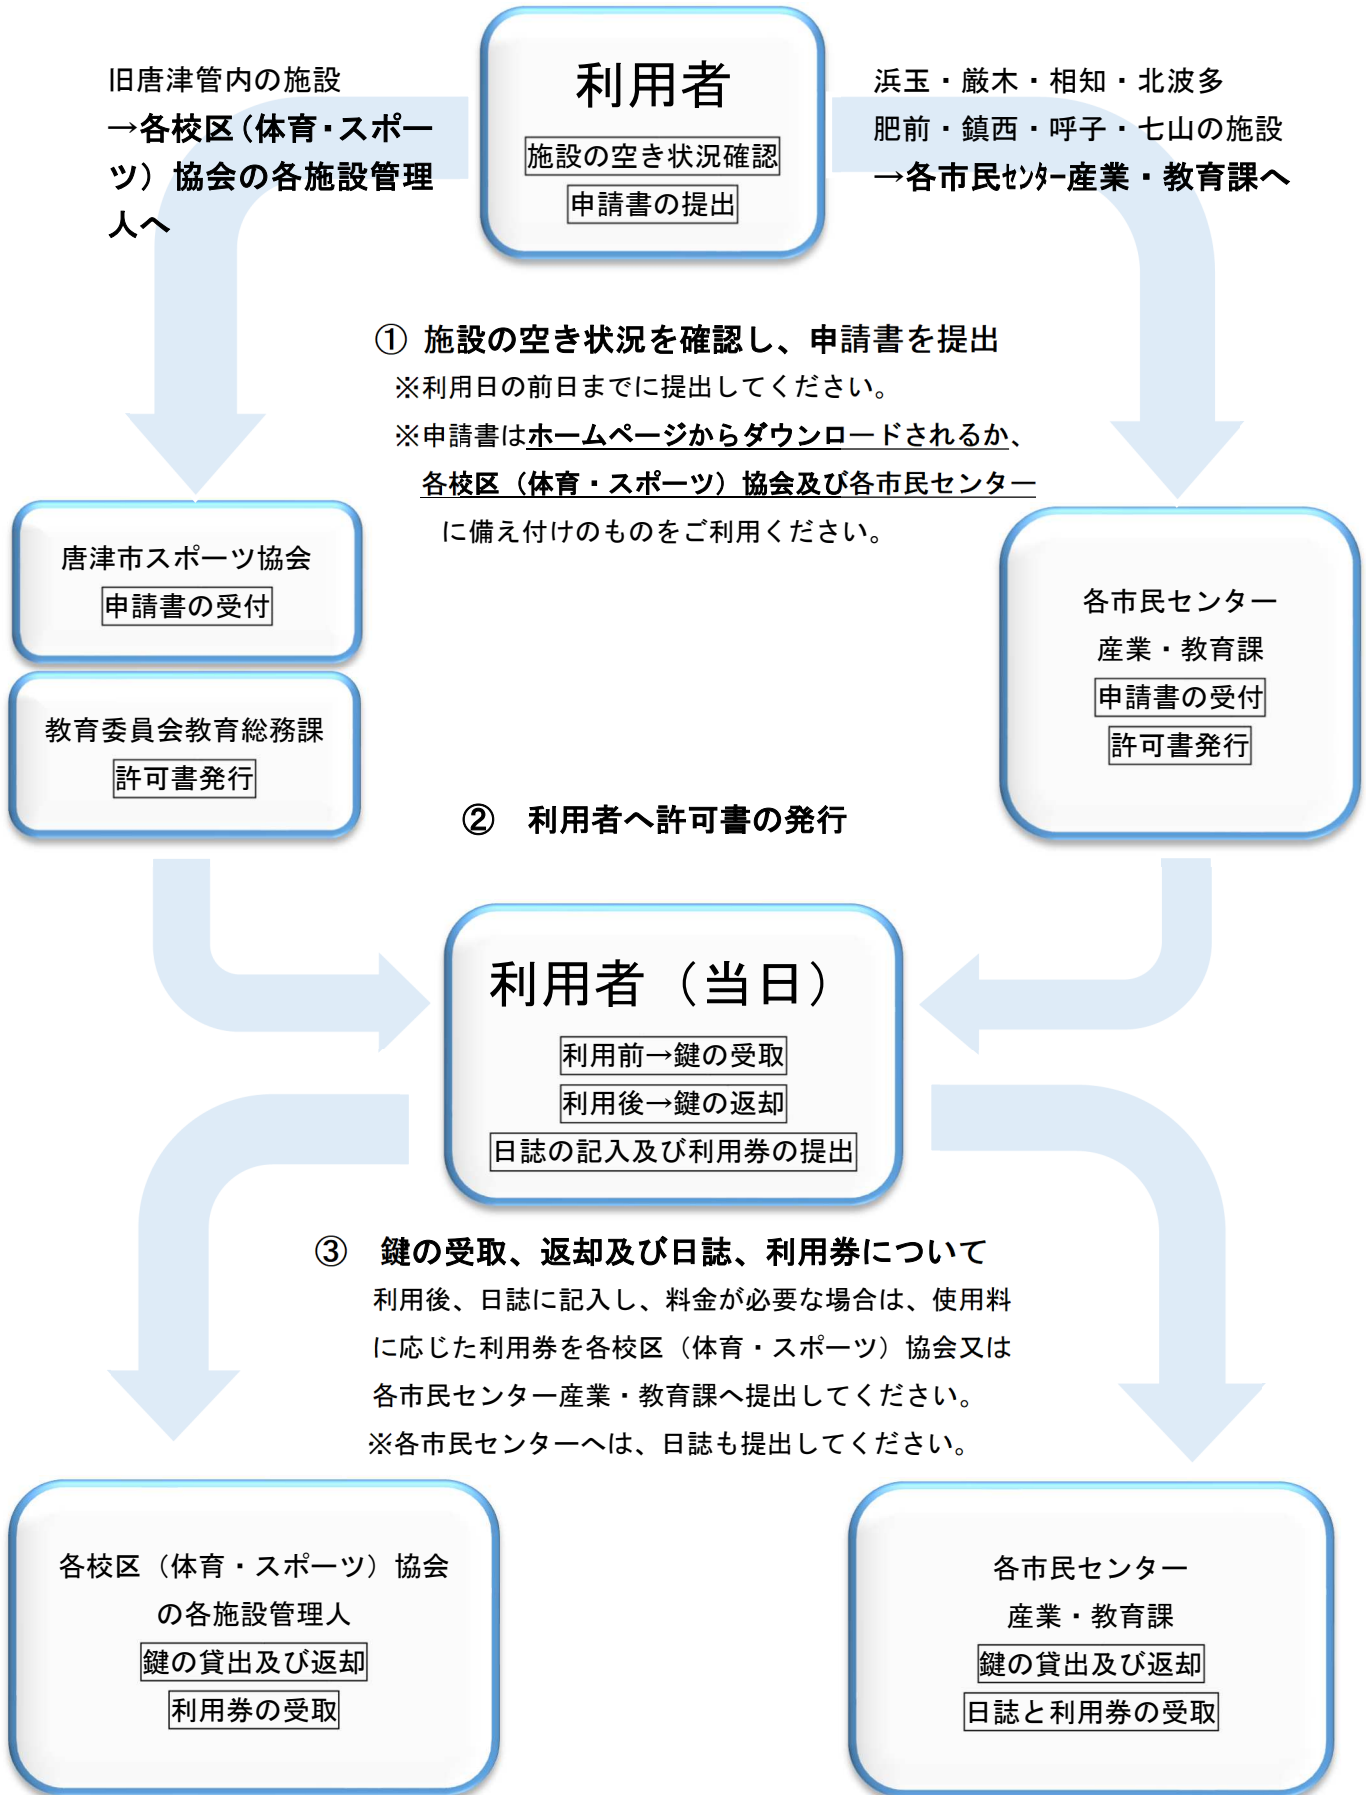 利用者
施設の空き状況確認
申請書の提出
旧唐津管内の施設
→各校区（体育・スポー
ツ）協会の各施設管理
人へ
浜玉・厳木・相知・北波多
肥前・鎮西・呼子・七山の施設
→各市民ｾﾝﾀｰ産業・教育課へ
① 施設の空き状況を確認し、申請書を提出
※利用日の前日までに提出してください。
※申請書はホームページからダウンロードされるか、
各校区（体育・スポーツ）協会及び各市民センター
に備え付けのものをご利用ください。
唐津市スポーツ協会
申請書の受付
教育委員会教育総務課
許可書発行
各市民センター
産業・教育課
申請書の受付
許可書発行
② 利用者へ許可書の発行
利用者（当日）
利用前→鍵の受取
利用後→鍵の返却
日誌の記入及び利用券の提出
③ 鍵の受取、返却及び日誌、利用券について
利用後、日誌に記入し、料金が必要な場合は、使用料
に応じた利用券を各校区（体育・スポーツ）協会又は
各市民センター産業・教育課へ提出してください。
※各市民センターへは、日誌も提出してください。
各校区（体育・スポーツ）協会
の各施設管理人
鍵の貸出及び返却
利用券の受取
各市民センター
産業・教育課
鍵の貸出及び返却
日誌と利用券の受取